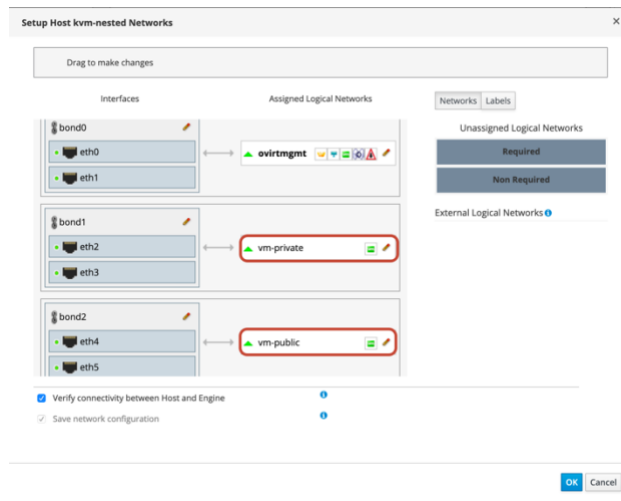 Setup Host kvm-nested Networks
Drag to make changes
Interfaces
Assigned Logical Networks
Networks Labels
Unassigned Logical Networks
Required
Non Required
External Logical Networks
bond0
eth0
eth1
ovirtmgmt
bond1
eth2
eth3
vm-private
bond2
eth4
eth5
vm-public
Verify connectivity between Host and Engine
Save network configuration
OK Cancel